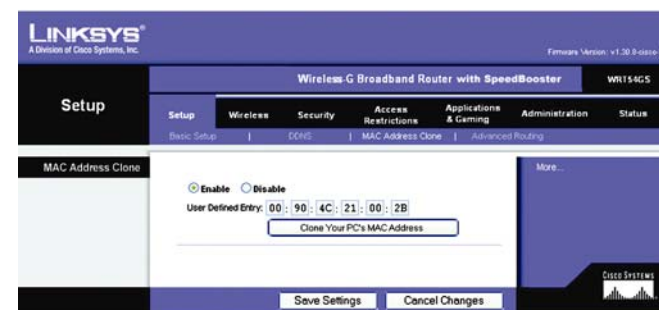 LINKSYS®
A Division of Cisco Systems, Inc.
Firmware Version: v1.30.8-cisco-
Wireless-G Broadband Router with SpeedBooster WRT54GS
Setup
Setup Wireless Security Access Restrictions Applications & Gaming Administration Status
Basic Setup | DDNS | MAC Address Clone | Advanced Routing
MAC Address Clone
More...
Enable Disable
User Defined Entry: 00 : 90 : 4C : 21 : 00 : 2B
Clone Your PC's MAC Address
CISCO SYSTEMS
Save Settings Cancel Changes